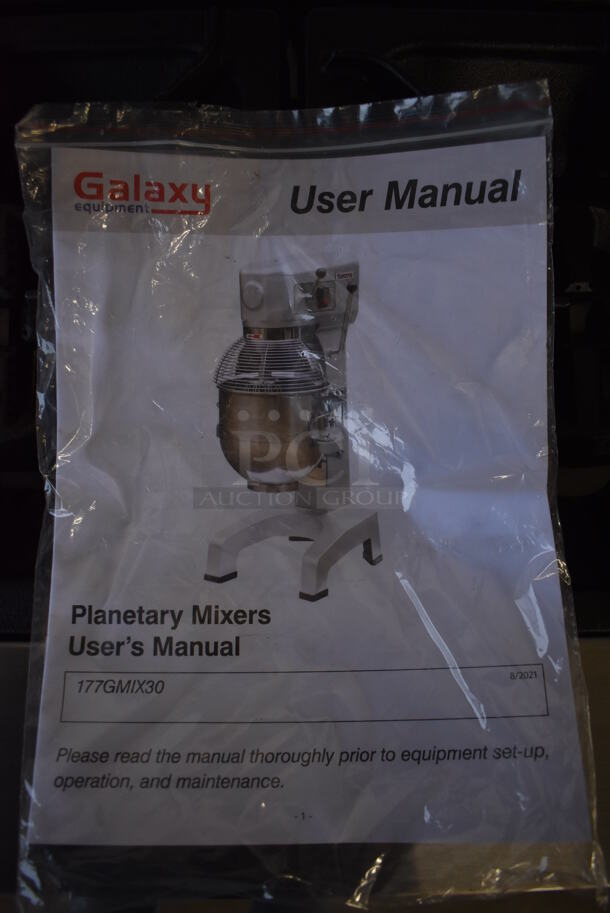 Galaxy
equipment
User Manual
PCI
AUCTION GROUP
Planetary Mixers
User's Manual
177GMIX30
8/2021
Please read the manual thoroughly prior to equipment set-up,
operation, and maintenance.
- 1 -